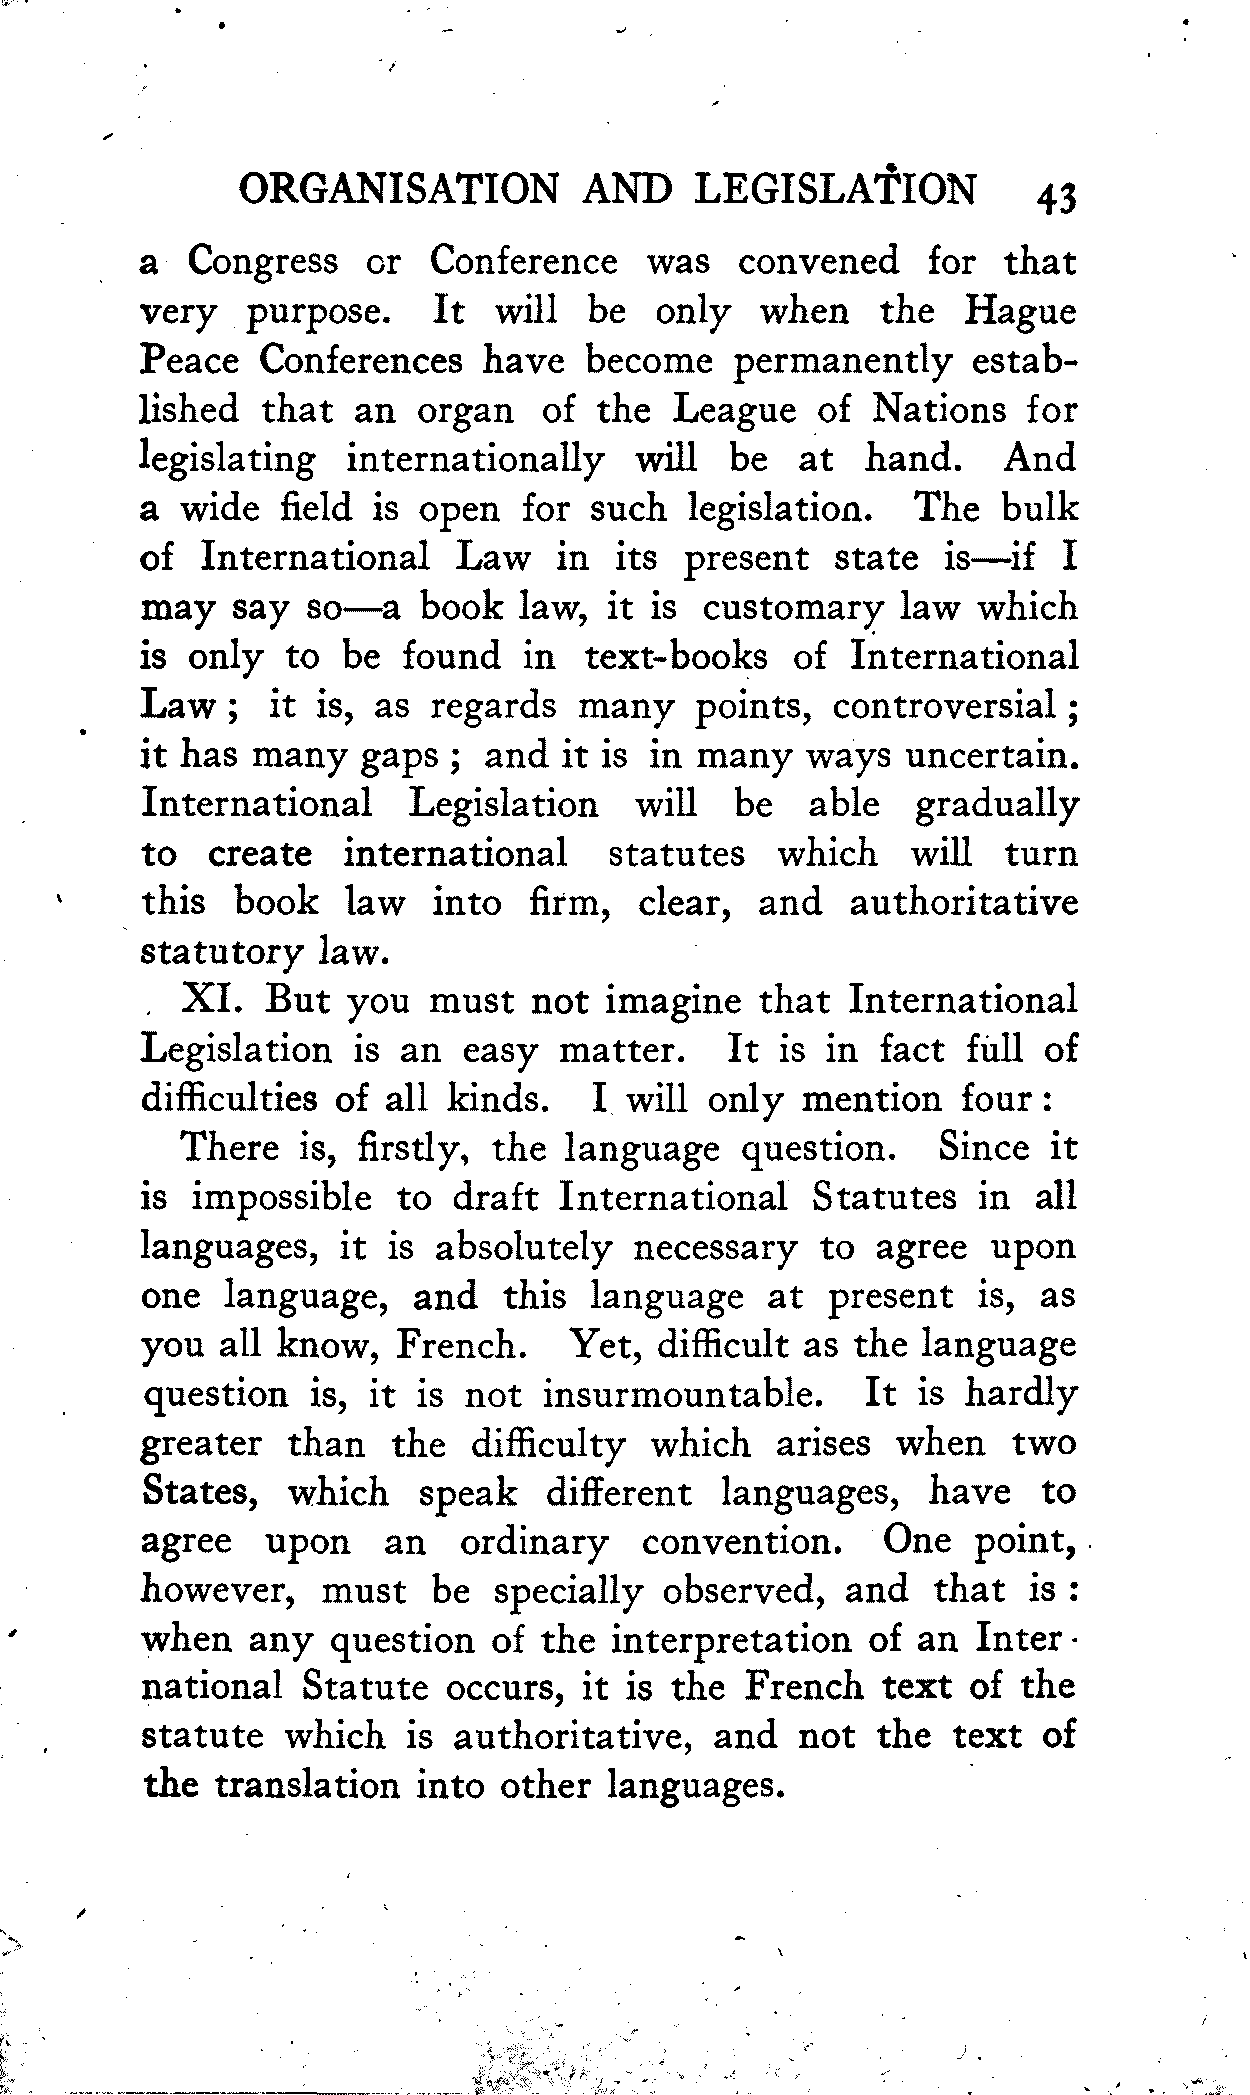 ORGANISATION AND LEGISLATION 43
a Congress or Conference was convened for that
very purpose. It will be only when the Hague
Peace Conferences have become permanently estab-
lished that an organ of the League of Nations for
legislating internationally will be at hand. And
a wide field is open for such legislation. The bulk
of International Law in its present state is—if I
may say so—a book law, it is customary law which
is only to be found in text-books of International
Law ; it is, as regards many points, controversial ;
it has many gaps ; and it is in many ways uncertain.
International Legislation will be able gradually
to create international statutes which will turn
this book law into firm, clear, and authoritative
statutory law.
XI. But you must not imagine that International
Legislation is an easy matter. It is in fact full of
difficulties of all kinds. I will only mention four :
There is, firstly, the language question. Since it
is impossible to draft International Statutes in all
languages, it is absolutely necessary to agree upon
one language, and this language at present is, as
you all know, French. Yet, difficult as the language
question is, it is not insurmountable. It is hardly
greater than the difficulty which arises when two
States, which speak different languages, have to
agree upon an ordinary convention. One point,
however, must be specially observed, and that is :
when any question of the interpretation of an Inter-
national Statute occurs, it is the French text of the
statute which is authoritative, and not the text of
the translation into other languages.